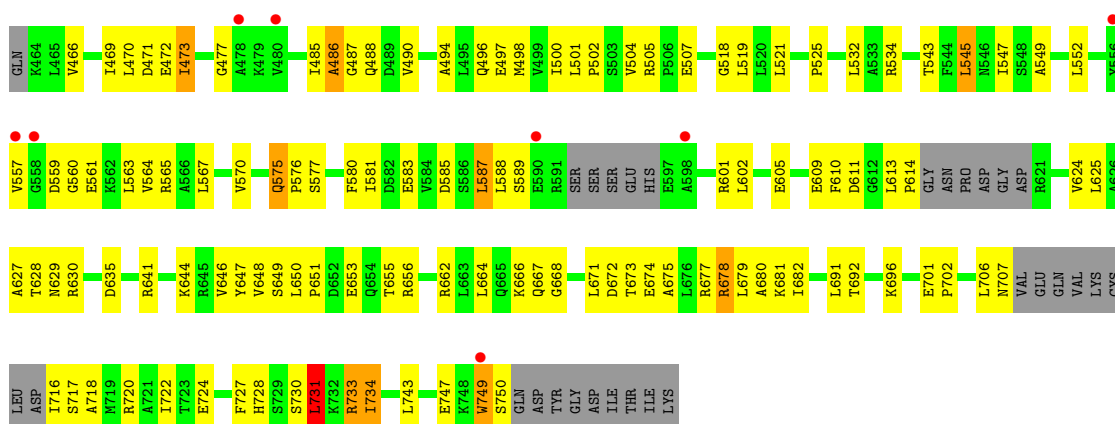 GLN K464 L465 V466 I469 L470 D471 E472 I473 G477 A478 K479 V480 I485 A486 G487 Q488 D489 V490 A494 L495 Q496 E497 M498 V499 I500 L501 P502 S503 V504 R505 P506 E507 G518 L519 L520 L521 P525 L532 A533 R534 T543 F544 L545 N546 I547 S548 A549 L552 Y556
V557 G558 D559 G560 E561 K562 L563 V564 R565 A566 L567 V570 Q575 P576 S577 F580 I581 D582 E583 V584 D585 S586 L587 L588 S589 E590 R591 SER SER SER GLU HIS E597 A598 R601 L602 E605 E609 F610 D611 G612 L613 P614 GLY ASN PRO ASP GLY ASP R621 V624 L625 A626
A627 T628 N629 R630 D635 R641 K644 R645 V646 Y647 V648 S649 L650 P651 D652 E653 Q654 T655 R656 R662 L663 L664 Q665 K666 Q667 G668 L671 D672 T673 E674 A675 L676 R677 R678 L679 A680 K681 I682 L691 T692 K696 E701 P702 L706 N707 VAL GLU GLN VAL LYS CYS
LEU ASP I716 S717 A718 M719 R720 A721 I722 T723 E724 F727 H728 S729 S730 L731 K732 R733 I734 L743 E747 K748 W749 S750 GLN ASP TYR GLY ASP ILE THR ILE LYS